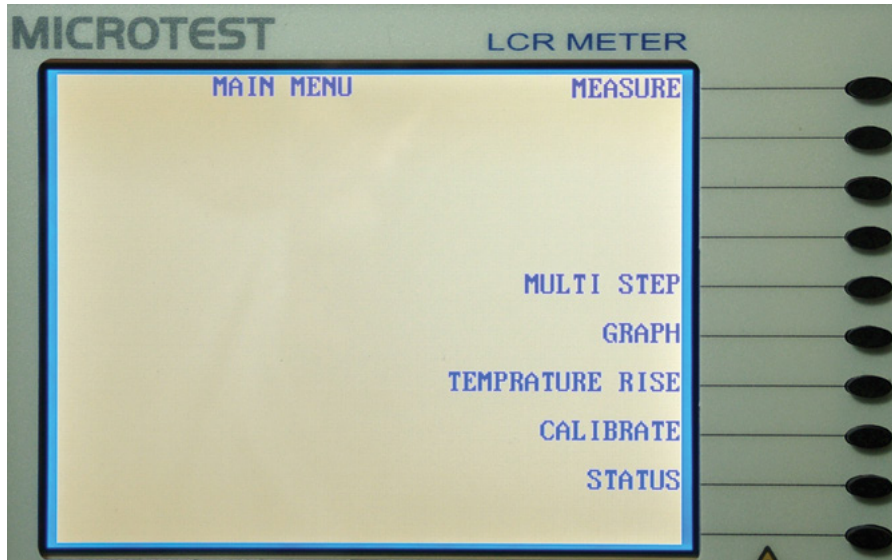 MICROTEST LCR METER
MAIN MENU MEASURE
MULTI STEP
GRAPH
TEMPRATURE RISE
CALIBRATE
STATUS